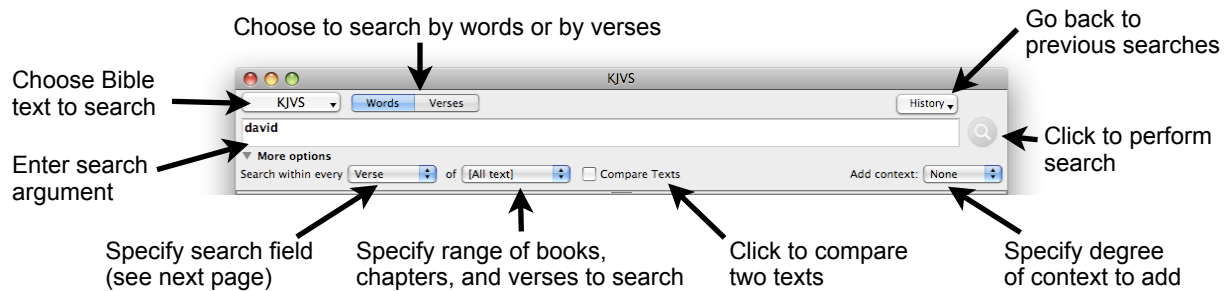 Choose to search by words or by verses
Go back to
previous searches
Choose Bible
text to search
KJVS
KJVS
Words
Verses
History
david
Enter search
argument
Click to perform
search
More options
Search within every
Verse
of
[All text]
Compare Texts
Add context:
None
Specify search field
(see next page)
Specify range of books,
chapters, and verses to search
Click to compare
two texts
Specify degree
of context to add